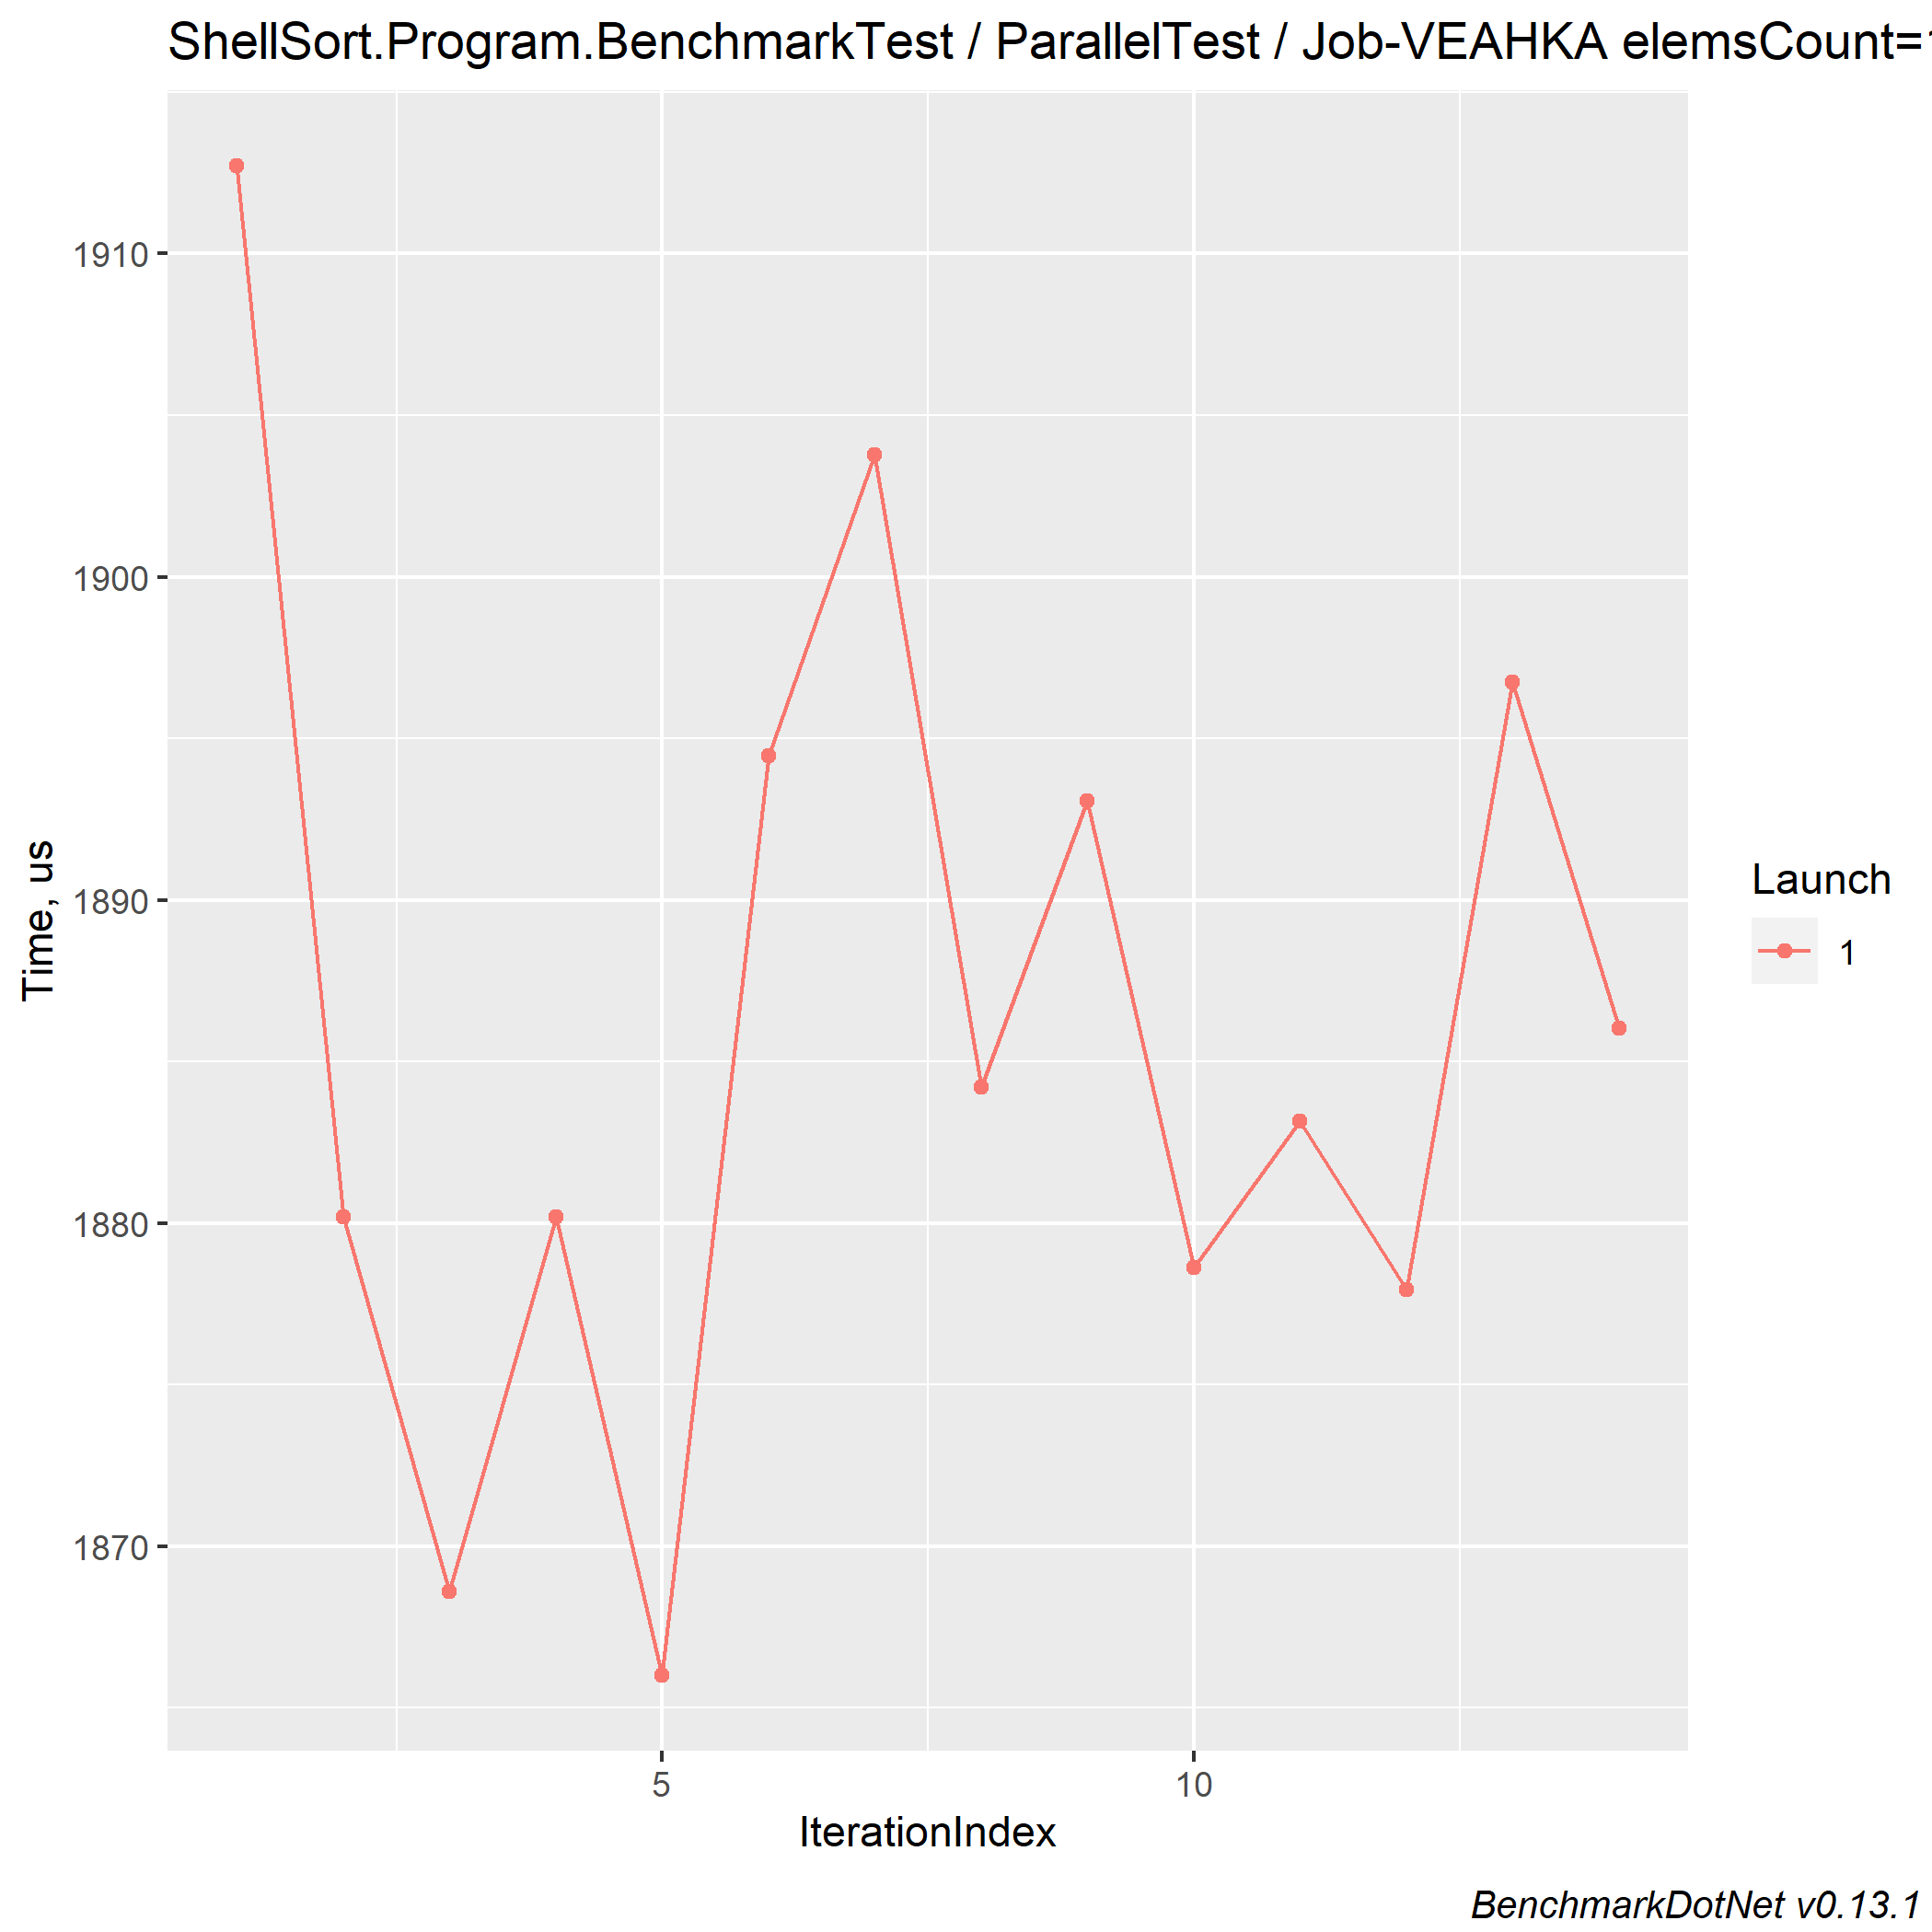 ShellSort.Program.BenchmarkTest / ParallelTest / Job-VEAHKA elemsCount=
1910
1900
1890
1880
1870
Time, us
5
10
IterationIndex
Launch
1
BenchmarkDotNet v0.13.1